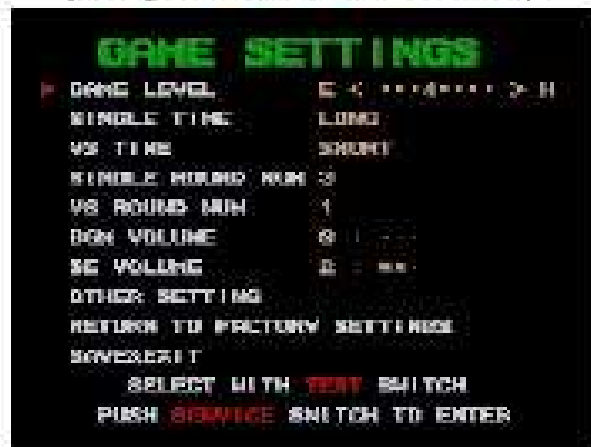 GAME SETTINGS
GAME LEVEL E < ····4···· > H
SINGLE TIME LONG
VS TIME SHORT
SINGLE ROUND NUM 3
VS ROUND NUM 1
BGM VOLUME
SE VOLUME
OTHER SETTING
RETURN TO FACTORY SETTINGS
SAVE&EXIT
SELECT WITH TEST SWITCH
PUSH SERVICE SWITCH TO ENTER